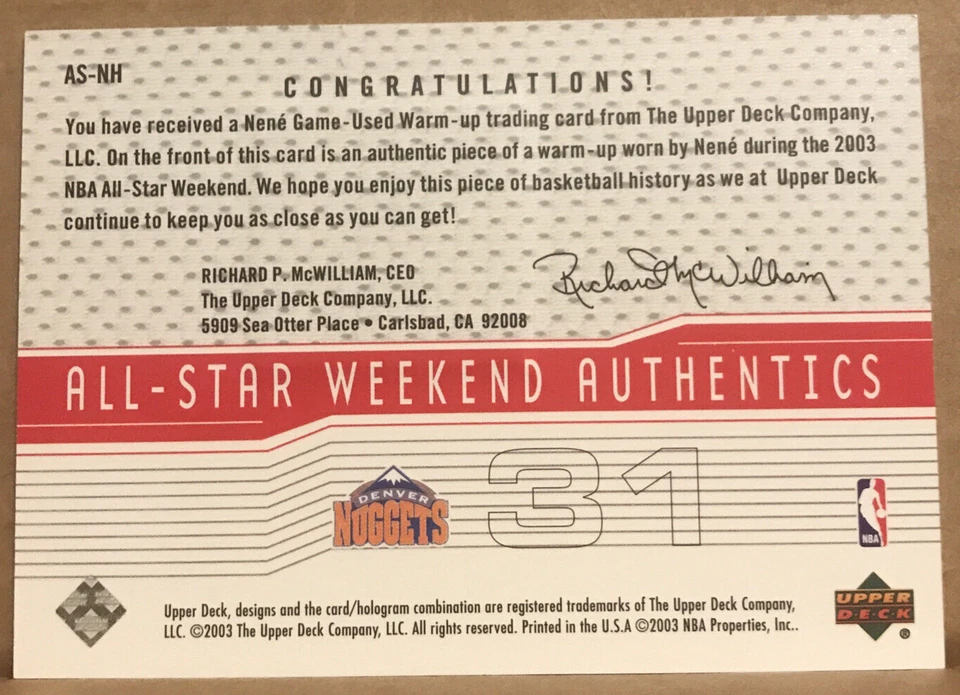 AS-NH
CONGRATULATIONS!
You have received a Nené Game-Used Warm-up trading card from The Upper Deck Company,
LLC. On the front of this card is an authentic piece of a warm-up worn by Nené during the 2003
NBA All-Star Weekend. We hope you enjoy this piece of basketball history as we at Upper Deck
continue to keep you as close as you can get!
RICHARD P. McWILLIAM, CEO
The Upper Deck Company, LLC.
5909 Sea Otter Place • Carlsbad, CA 92008
Richard P McWilliam
ALL-STAR WEEKEND AUTHENTICS
DENVER
NUGGETS
31
NBA
Upper Deck, designs and the card/hologram combination are registered trademarks of The Upper Deck Company,
LLC. ©2003 The Upper Deck Company, LLC. All rights reserved. Printed in the U.S.A ©2003 NBA Properties, Inc..
UPPER
DECK
®